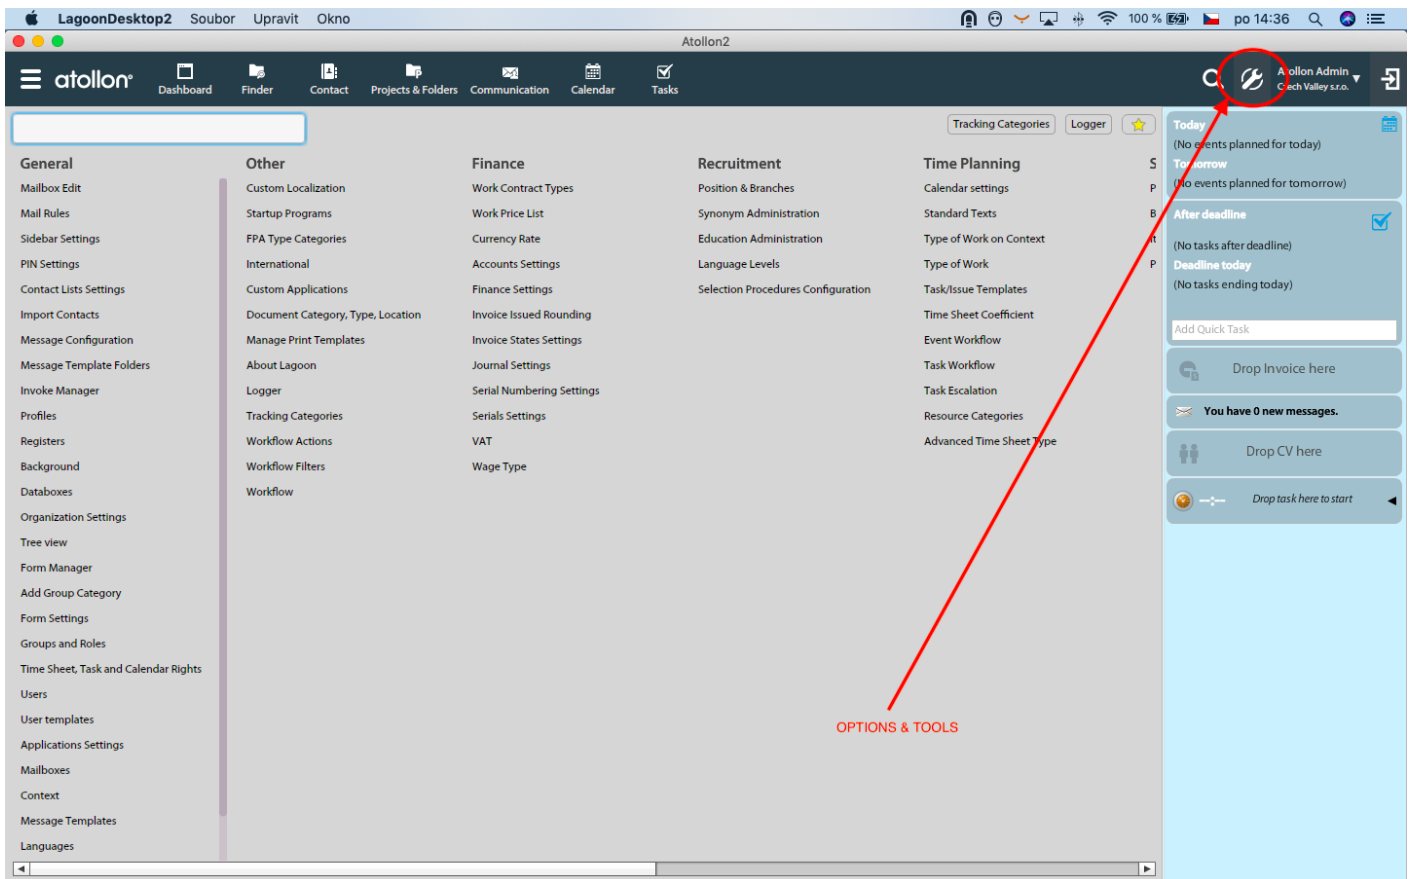 LagoonDesktop2 Soubor Upravit Okno 100 % po 14:36
Atollon2
atollon Dashboard Finder Contact Projects & Folders Communication Calendar Tasks Atollon Admin
Czech Valley s.r.o.
Tracking Categories Logger
General
Mailbox Edit
Mail Rules
Sidebar Settings
PIN Settings
Contact Lists Settings
Import Contacts
Message Configuration
Message Template Folders
Invoke Manager
Profiles
Registers
Background
Databoxes
Organization Settings
Tree view
Form Manager
Add Group Category
Form Settings
Groups and Roles
Time Sheet, Task and Calendar Rights
Users
User templates
Applications Settings
Mailboxes
Context
Message Templates
Languages
Other
Custom Localization
Startup Programs
FPA Type Categories
International
Custom Applications
Document Category, Type, Location
Manage Print Templates
About Lagoon
Logger
Tracking Categories
Workflow Actions
Workflow Filters
Workflow
Finance
Work Contract Types
Work Price List
Currency Rate
Accounts Settings
Finance Settings
Invoice Issued Rounding
Invoice States Settings
Journal Settings
Serial Numbering Settings
Serials Settings
VAT
Wage Type
Recruitment
Position & Branches
Synonym Administration
Education Administration
Language Levels
Selection Procedures Configuration
Time Planning
Calendar settings
Standard Texts
Type of Work on Context
Type of Work
Task/Issue Templates
Time Sheet Coefficient
Event Workflow
Task Workflow
Task Escalation
Resource Categories
Advanced Time Sheet Type
S
P
B
It
P
Today
(No events planned for today)
Tomorrow
(No events planned for tomorrow)
After deadline
(No tasks after deadline)
Deadline today
(No tasks ending today)
Add Quick Task
Drop Invoice here
You have 0 new messages.
Drop CV here
--:-- Drop task here to start
OPTIONS & TOOLS